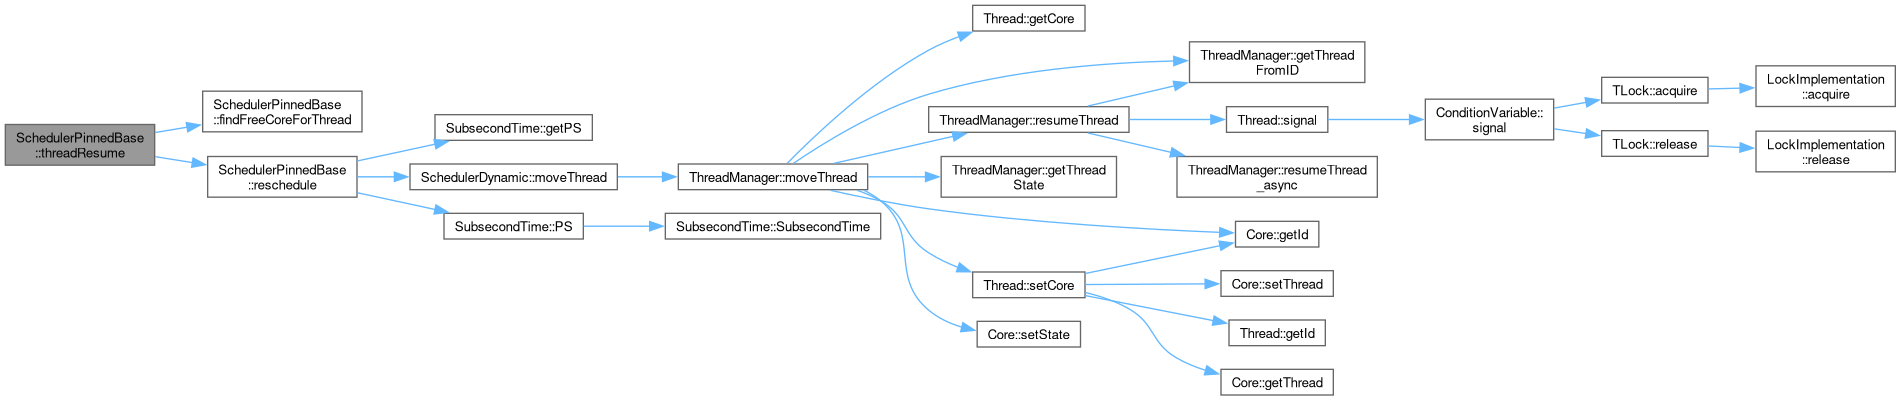 SchedulerPinnedBase
::threadResume
SchedulerPinnedBase
::findFreeCoreForThread
SchedulerPinnedBase
::reschedule
SubsecondTime::getPS
SchedulerDynamic::moveThread
SubsecondTime::PS
ThreadManager::moveThread
SubsecondTime::SubsecondTime
Thread::getCore
ThreadManager::getThread
FromID
ThreadManager::resumeThread
ThreadManager::getThread
State
Thread::signal
ThreadManager::resumeThread
_async
Core::getId
Thread::setCore
Core::setThread
Core::setState
Thread::getId
Core::getThread
ConditionVariable::
signal
TLock::acquire
TLock::release
LockImplementation
::acquire
LockImplementation
::release